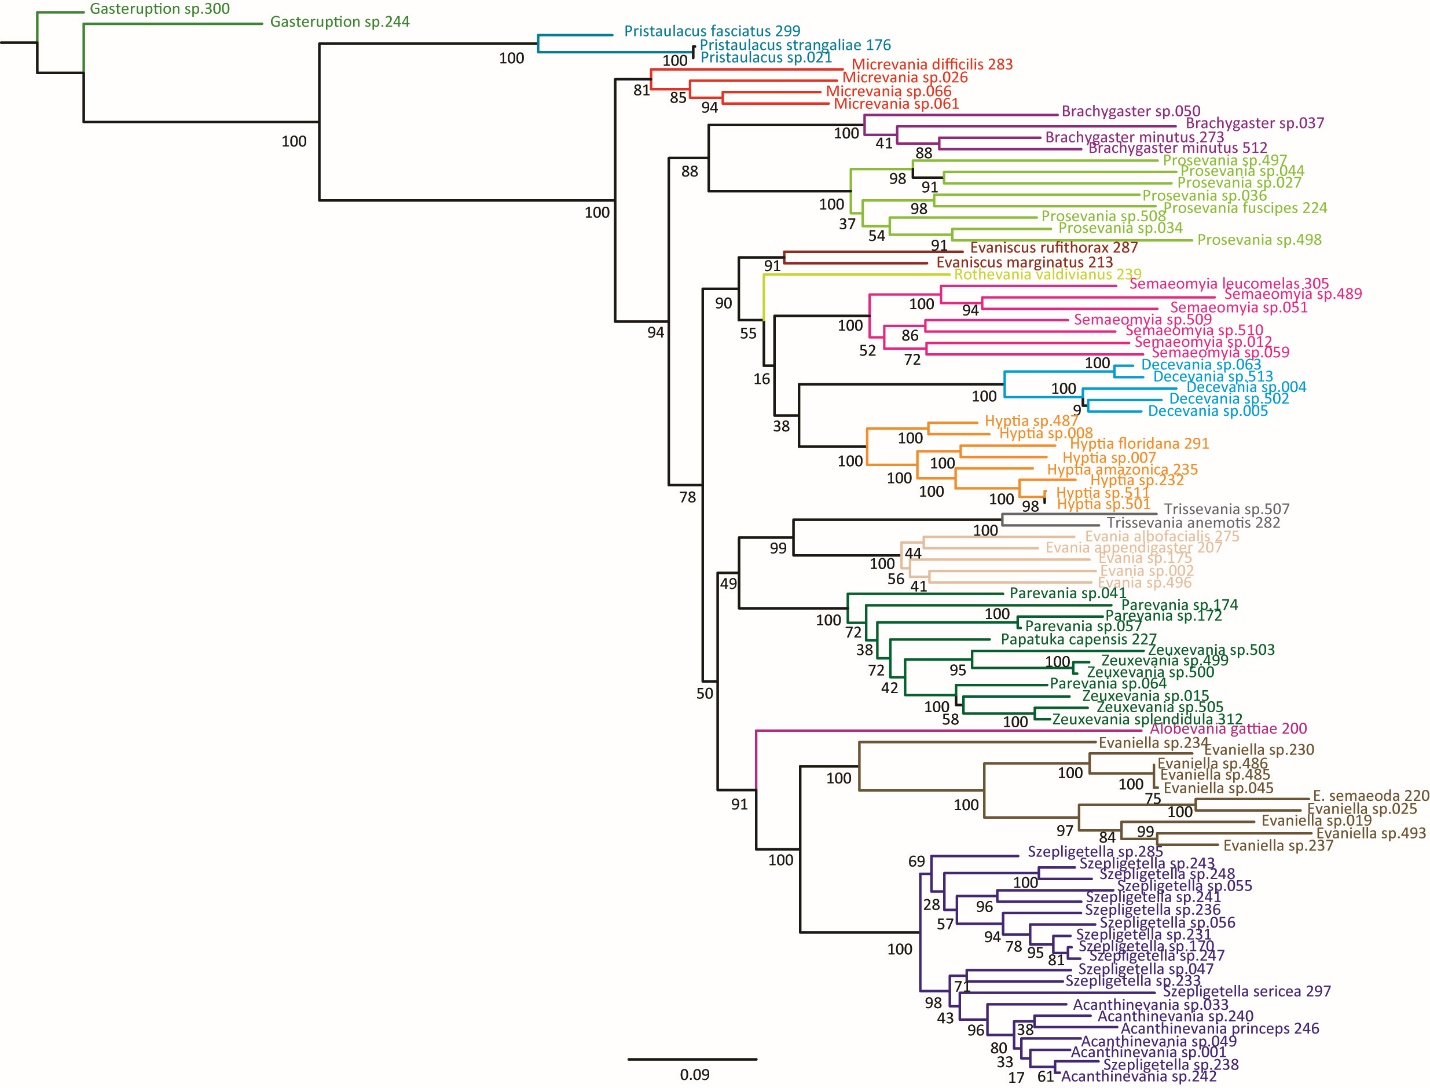 Gasteruption sp.300
Gasteruption sp.244
Pristaulacus fasciatus 299
Pristaulacus strangaliae 176
100
100
Pristaulacus sp.021
Micrevania difficilis 283
Micrevania sp.026
81
Micrevania sp.066
85
Micrevania sp.061
94
Brachygaster sp.050
Brachygaster sp.037
100
Brachygaster minutus 273
100
41
Brachygaster minutus 512
88
Prosevania sp.497
88
Prosevania sp.044
98
Prosevania sp.027
91
Prosevania sp.036
100
Prosevania fuscipes 224
98
100
Prosevania sp.508
37
Prosevania sp.034
54
Prosevania sp.498
91
Evaniscus rufithorax 287
Evaniscus marginatus 213
91
Rothevania valdivianus 239
Semaeomyia leucomelas 305
Semaeomyia sp.489
90
100
Semaeomyia sp.051
94
Semaeomyia sp.509
100
Semaeomyia sp.510
94
55
86
Semaeomyia sp.012
52
Semaeomyia sp.059
72
Decevania sp.063
100
Decevania sp.513
16
Decevania sp.004
100
100
Decevania sp.502
9
Decevania sp.005
Hyptia sp.487
38
Hyptia sp.008
100
Hyptia floridana 291
Hyptia sp.007
100
100
Hyptia amazonica 235
100
Hyptia sp.232
100
Hyptia sp.511
78
100
Hyptia sp.501
98
Trissevania sp.507
Trissevania anemotis 282
100
Evania albofacialis 275
99
Evania appendigaster 207
44
Evania sp.175
100
Evania sp.002
56
49
Evania sp.496
41
Parevania sp.041
Parevania sp.174
100
Parevania sp.172
100
Parevania sp.057
72
Papatuka capensis 227
38
Zeuxevania sp.503
Zeuxevania sp.499
100
72
95
Zeuxevania sp.500
Parevania sp.064
42
50
Zeuxevania sp.015
100
Zeuxevania sp.505
58
100
Zeuxevania splendidula 312
Alobevania gattiae 200
Evaniella sp.234
Evaniella sp.230
Evaniella sp.486
100
100
Evaniella sp.485
100
Evaniella sp.045
75
E. semaeoda 220
91
100
Evaniella sp.025
100
Evaniella sp.019
97
99
Evaniella sp.493
84
Evaniella sp.237
Szepligetella sp.285
100
69
Szepligetella sp.243
Szepligetella sp.248
100
Szepligetella sp.055
Szepligetella sp.241
28
96
Szepligetella sp.236
57
Szepligetella sp.056
94
Szepligetella sp.231
100
78
Szepligetella sp.170
95
Szepligetella sp.247
81
Szepligetella sp.047
Szepligetella sp.233
71
Szepligetella sericea 297
98
Acanthinevania sp.033
43
Acanthinevania sp.240
96
38
Acanthinevania princeps 246
Acanthinevania sp.049
80
Acanthinevania sp.001
33
Szepligetella sp.238
17
61
Acanthinevania sp.242
0.09